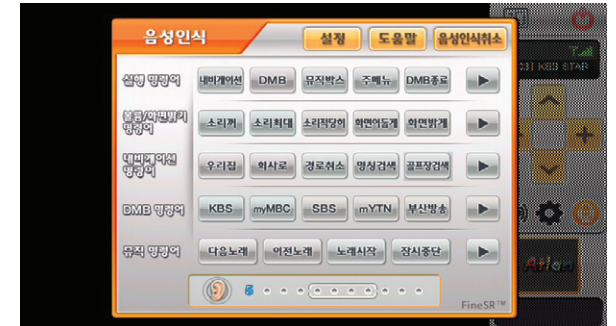 음성인식 설정 도움말 음성인식취소
실행 명령어 내비게이션 DMB 뮤직박스 주메뉴 DMB종료
볼륨/화면밝기 명령어 소리꺼 소리최대 소리적당히 화면어둡게 화면밝게
내비게이션 명령어 우리집 회사로 경로취소 명칭검색 골프장검색
DMB 명령어 KBS myMBC SBS mYTN 부산방송
뮤직 명령어 다음노래 이전노래 노래시작 잠시중단
5
FineSR™
KBS STAR
Atlan